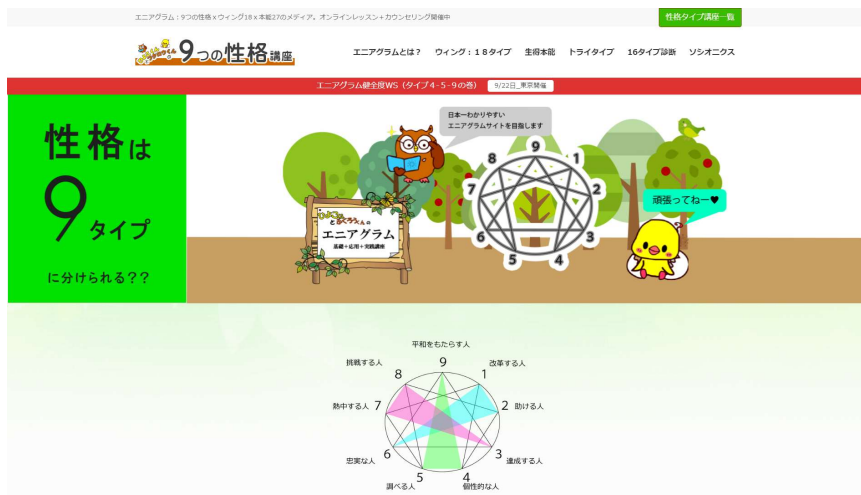 エニアグラム：9つの性格ｘウィング18ｘ本能27のメディア。オンラインレッスン＋カウンセリング開催中
性格タイプ講座一覧
9つの性格講座
エニアグラムとは？ ウィング：１８タイプ 生得本能 トライタイプ 16タイプ診断 ソシオニクス
エニアグラム健全度WS（タイプ4-5-9の巻） 9/22日_東京開催
性格は
9タイプ
に分けられる？？
日本一わかりやすい
エニアグラムサイトを目指します
エニアグラム
基礎+応用+実践講座
9
8
1
7
2
6
3
5
4
頑張ってねー♥
平和をもたらす人
挑戦する人
9
改革する人
8
1
熱中する人 7
2 助ける人
6
忠実な人
3
達成する人
5
調べる人
4
個性的な人